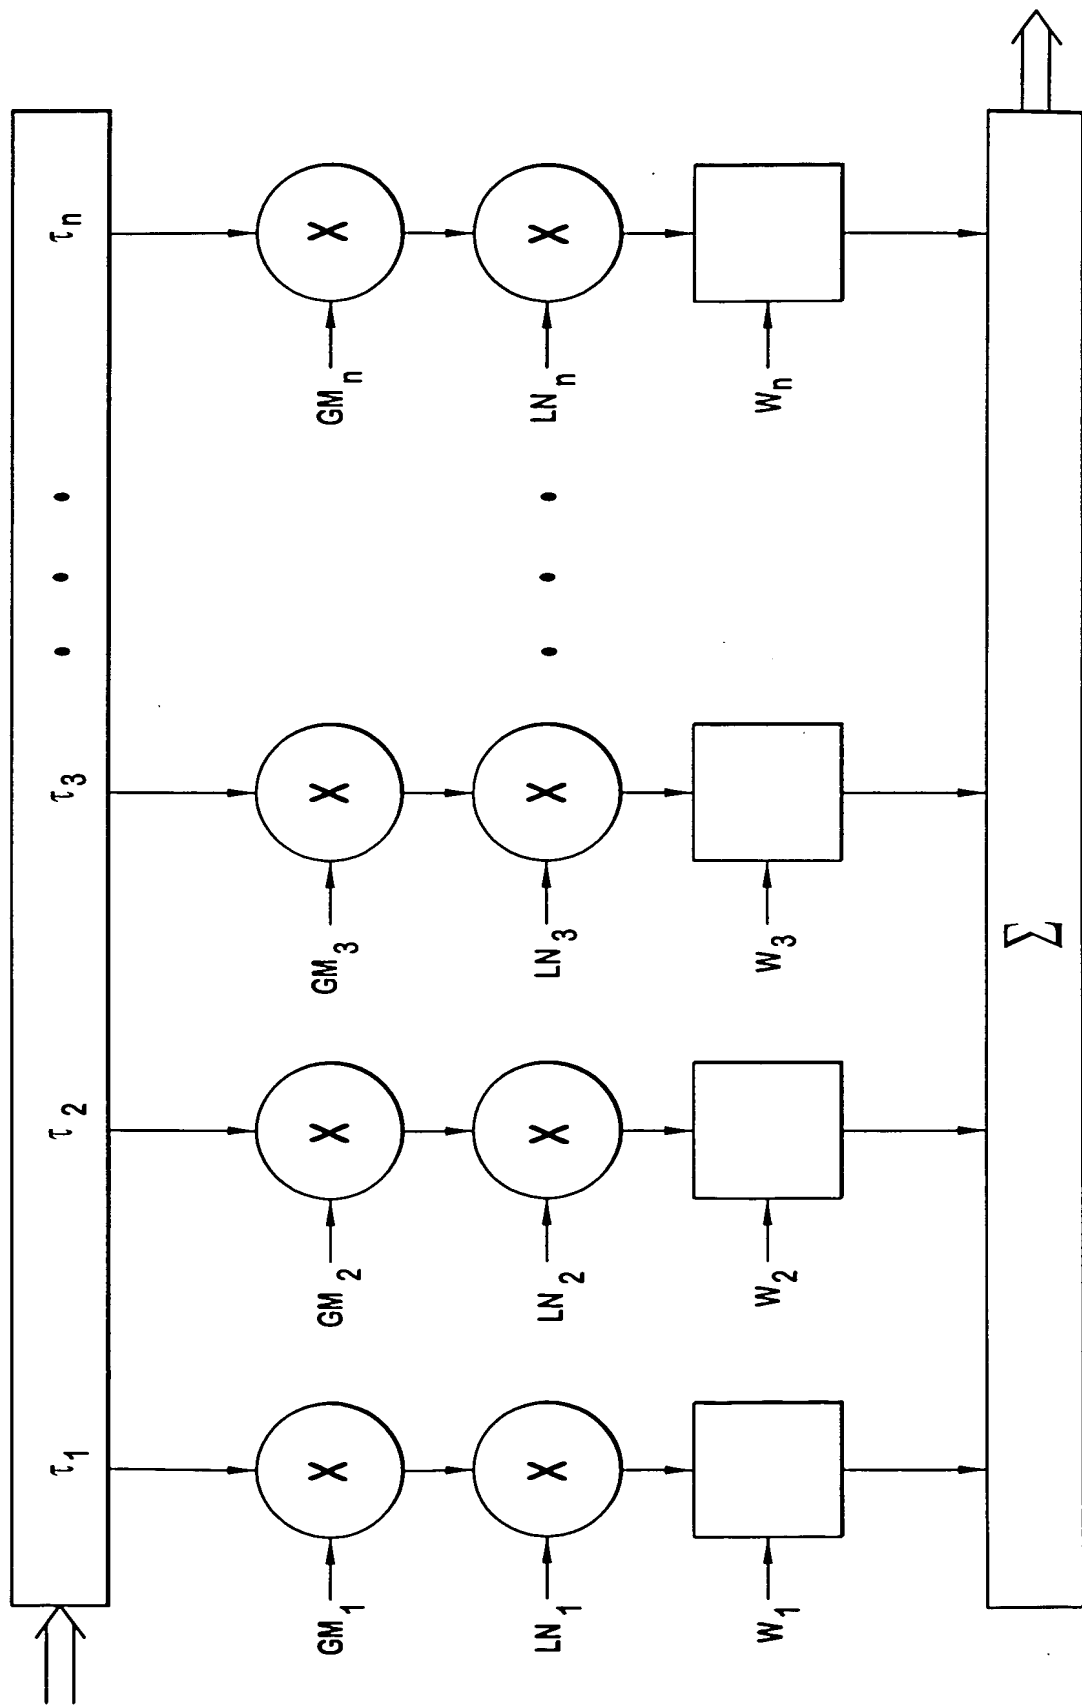 τ1 τ2 τ3 • • • τn
X X X X
GM1 GM2 GM3 GMn
X X X • • • X
LN1 LN2 LN3 LNn
W1 W2 W3 Wn
Σ